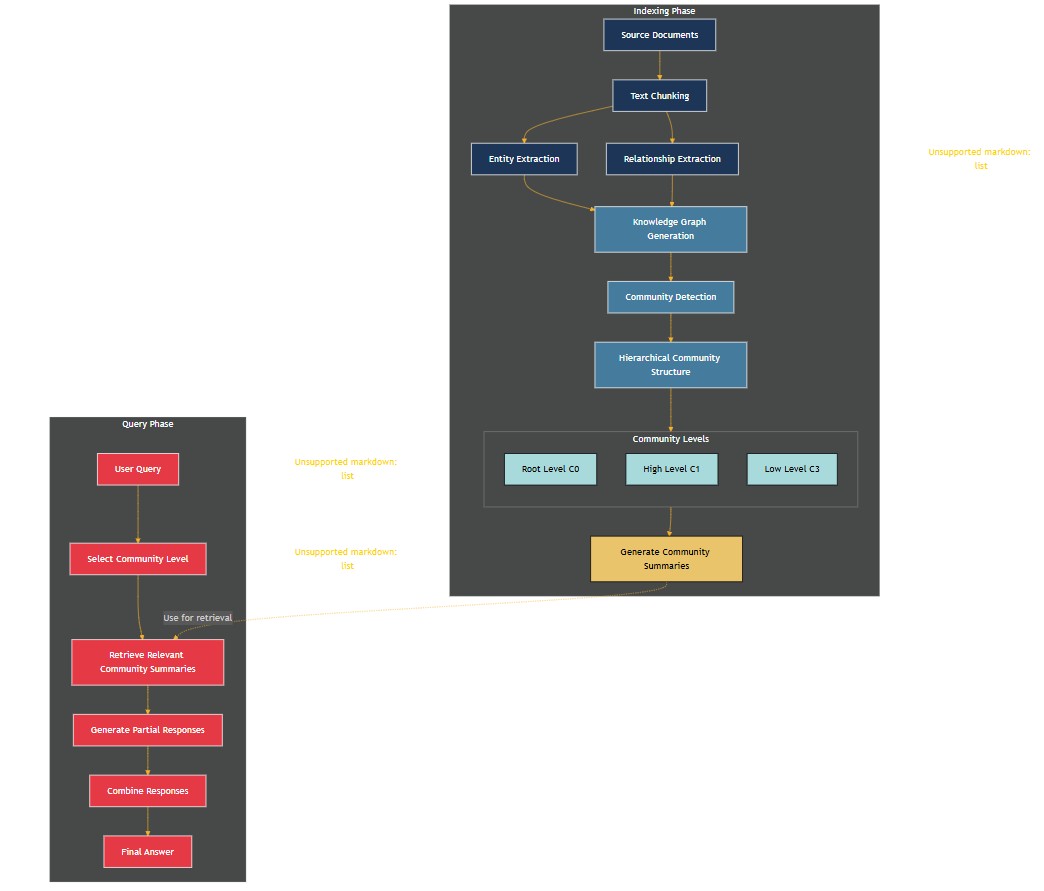 Indexing Phase
Source Documents
Text Chunking
Entity Extraction
Relationship Extraction
Unsupported markdown:
list
Knowledge Graph
Generation
Community Detection
Hierarchical Community
Structure
Community Levels
Root Level C0
High Level C1
Low Level C3
Generate Community
Summaries
Query Phase
User Query
Unsupported markdown:
list
Select Community Level
Unsupported markdown:
list
Use for retrieval
Retrieve Relevant
Community Summaries
Generate Partial Responses
Combine Responses
Final Answer